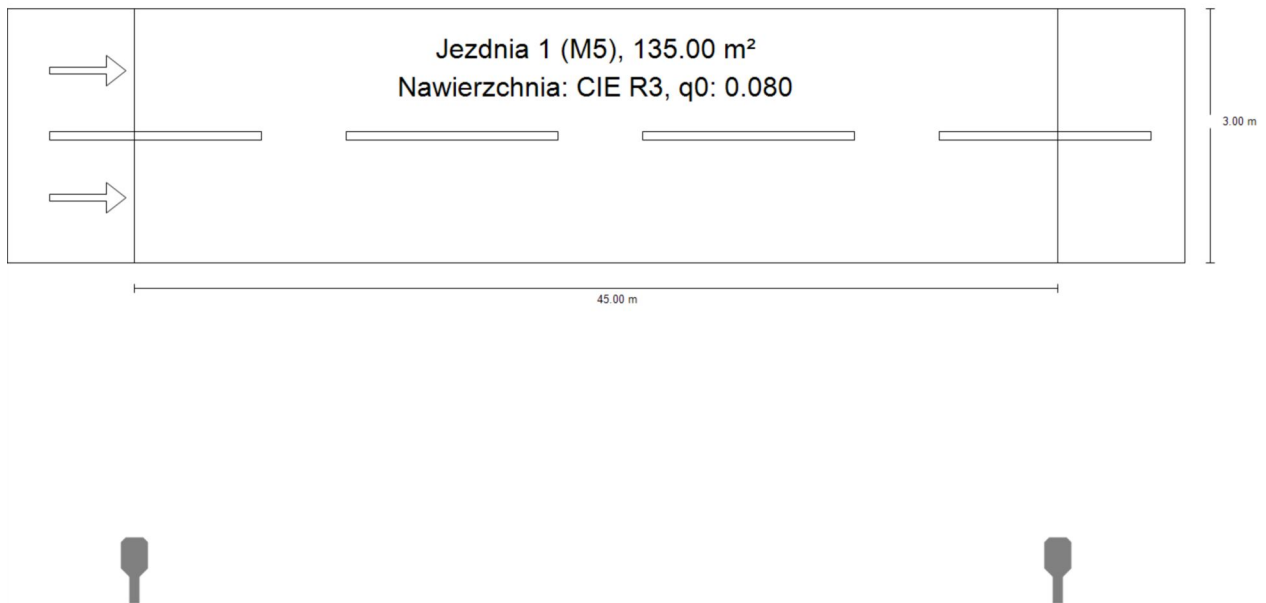 Jezdnia 1 (M5), 135.00 m²
Nawierzchnia: CIE R3, q0: 0.080
3.00 m
45.00 m